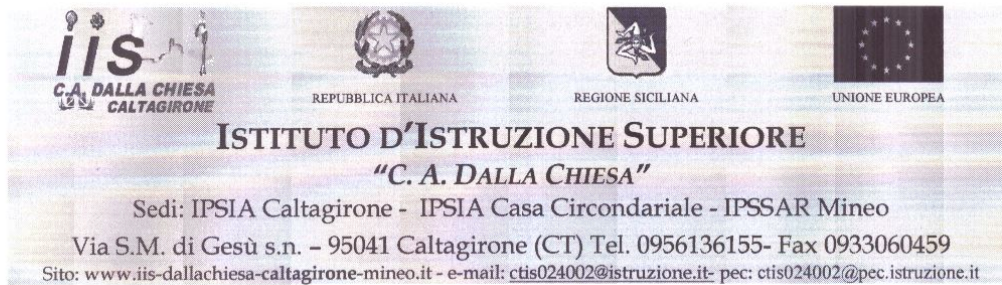 iis
C.A. DALLA CHIESA
CALTAGIRONE
REPUBBLICA ITALIANA
REGIONE SICILIANA
UNIONE EUROPEA
ISTITUTO D'ISTRUZIONE SUPERIORE
"C. A. DALLA CHIESA"
Sedi: IPSIA Caltagirone - IPSIA Casa Circondariale - IPSSAR Mineo
Via S.M. di Gesù s.n. – 95041 Caltagirone (CT) Tel. 0956136155- Fax 0933060459
Sito: www.iis-dallachiesa-caltagirone-mineo.it - e-mail: ctis024002@istruzione.it- pec: ctis024002@pec.istruzione.it